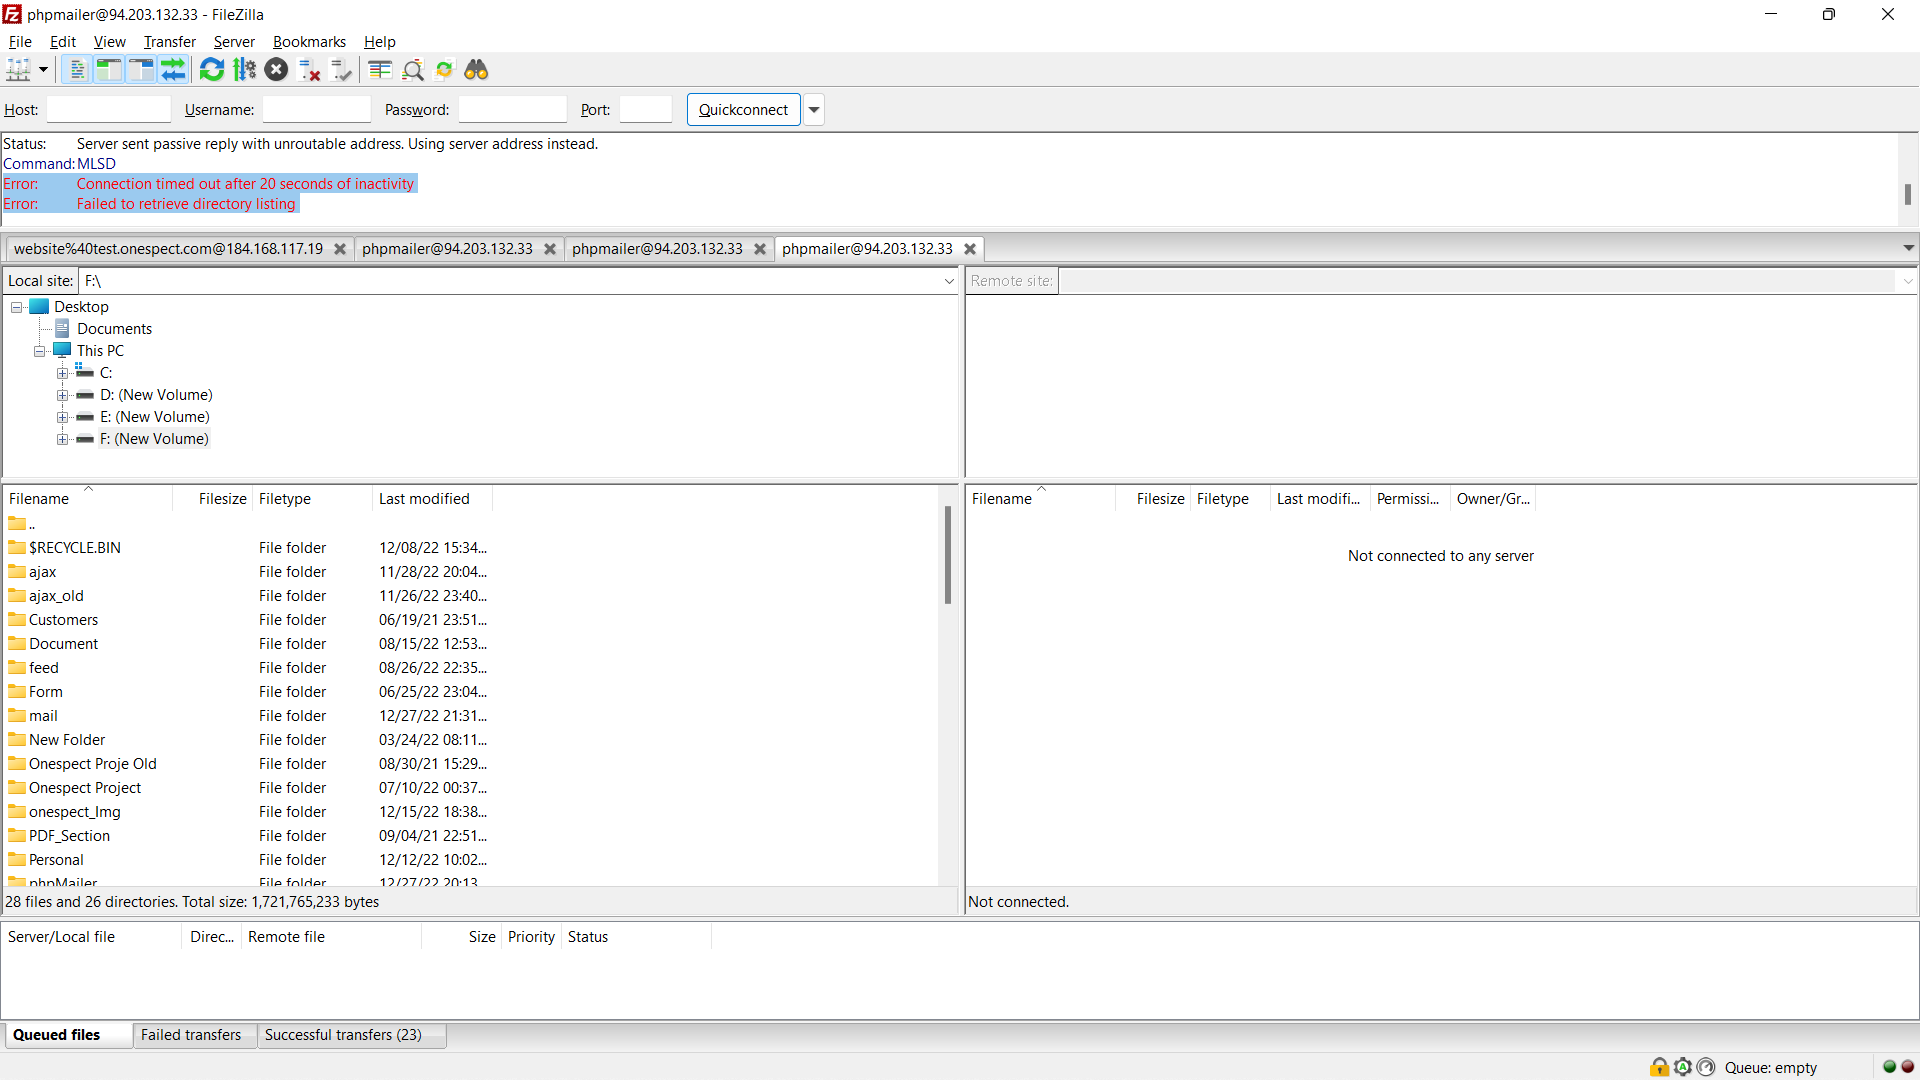 phpmailer@94.203.132.33 - FileZilla
File Edit View Transfer Server Bookmarks Help
Host: Username: Password: Port: Quickconnect
Status: Server sent passive reply with unroutable address. Using server address instead.
Command: MLSD
Error: Connection timed out after 20 seconds of inactivity
Error: Failed to retrieve directory listing
website%40test.onespect.com@184.168.117.19 phpmailer@94.203.132.33 phpmailer@94.203.132.33 phpmailer@94.203.132.33
Local site: F:\
Remote site:
Desktop
Documents
This PC
C:
D: (New Volume)
E: (New Volume)
F: (New Volume)
Filename Filesize Filetype Last modified
..
$RECYCLE.BIN File folder 12/08/22 15:34...
ajax File folder 11/28/22 20:04...
ajax_old File folder 11/26/22 23:40...
Customers File folder 06/19/21 23:51...
Document File folder 08/15/22 12:53...
feed File folder 08/26/22 22:35...
Form File folder 06/25/22 23:04...
mail File folder 12/27/22 21:31...
New Folder File folder 03/24/22 08:11...
Onespect Proje Old File folder 08/30/21 15:29...
Onespect Project File folder 07/10/22 00:37...
onespect_Img File folder 12/15/22 18:38...
PDF_Section File folder 09/04/21 22:51...
Personal File folder 12/12/22 10:02...
phpMailer File folder 12/27/22 20:13
28 files and 26 directories. Total size: 1,721,765,233 bytes
Filename Filesize Filetype Last modifi... Permissi... Owner/Gr...
Not connected to any server
Not connected.
Server/Local file Direc... Remote file Size Priority Status
Queued files Failed transfers Successful transfers (23)
Queue: empty